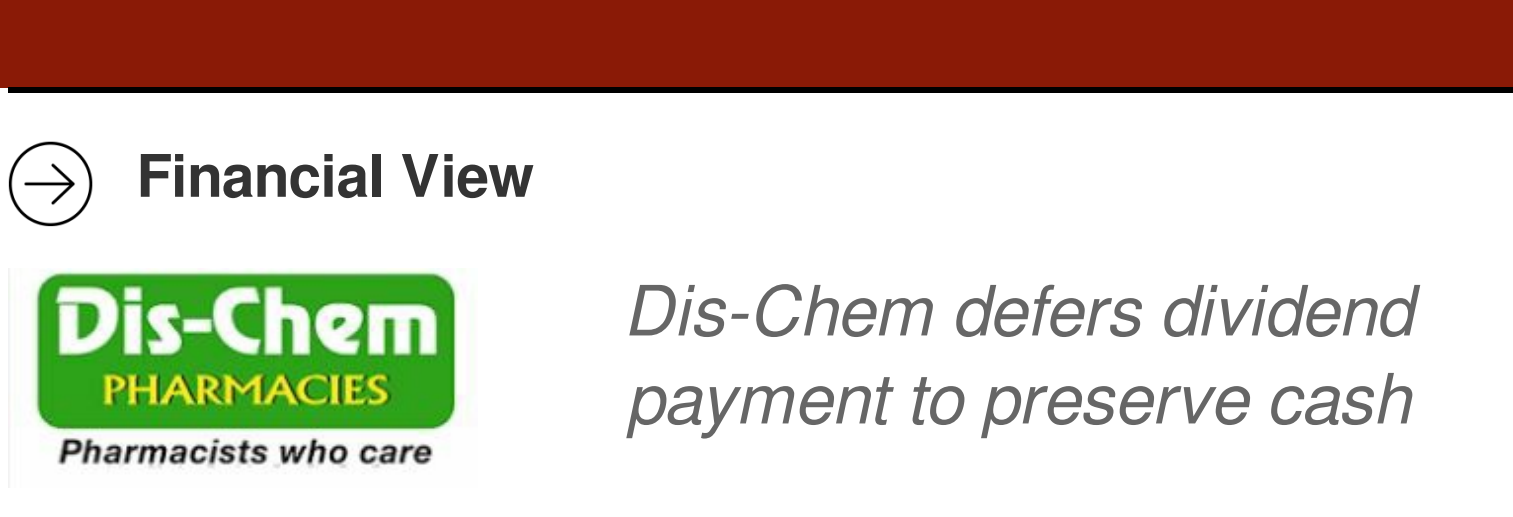 Financial View
Dis-Chem
PHARMACIES
Pharmacists who care
Dis-Chem defers dividend
payment to preserve cash